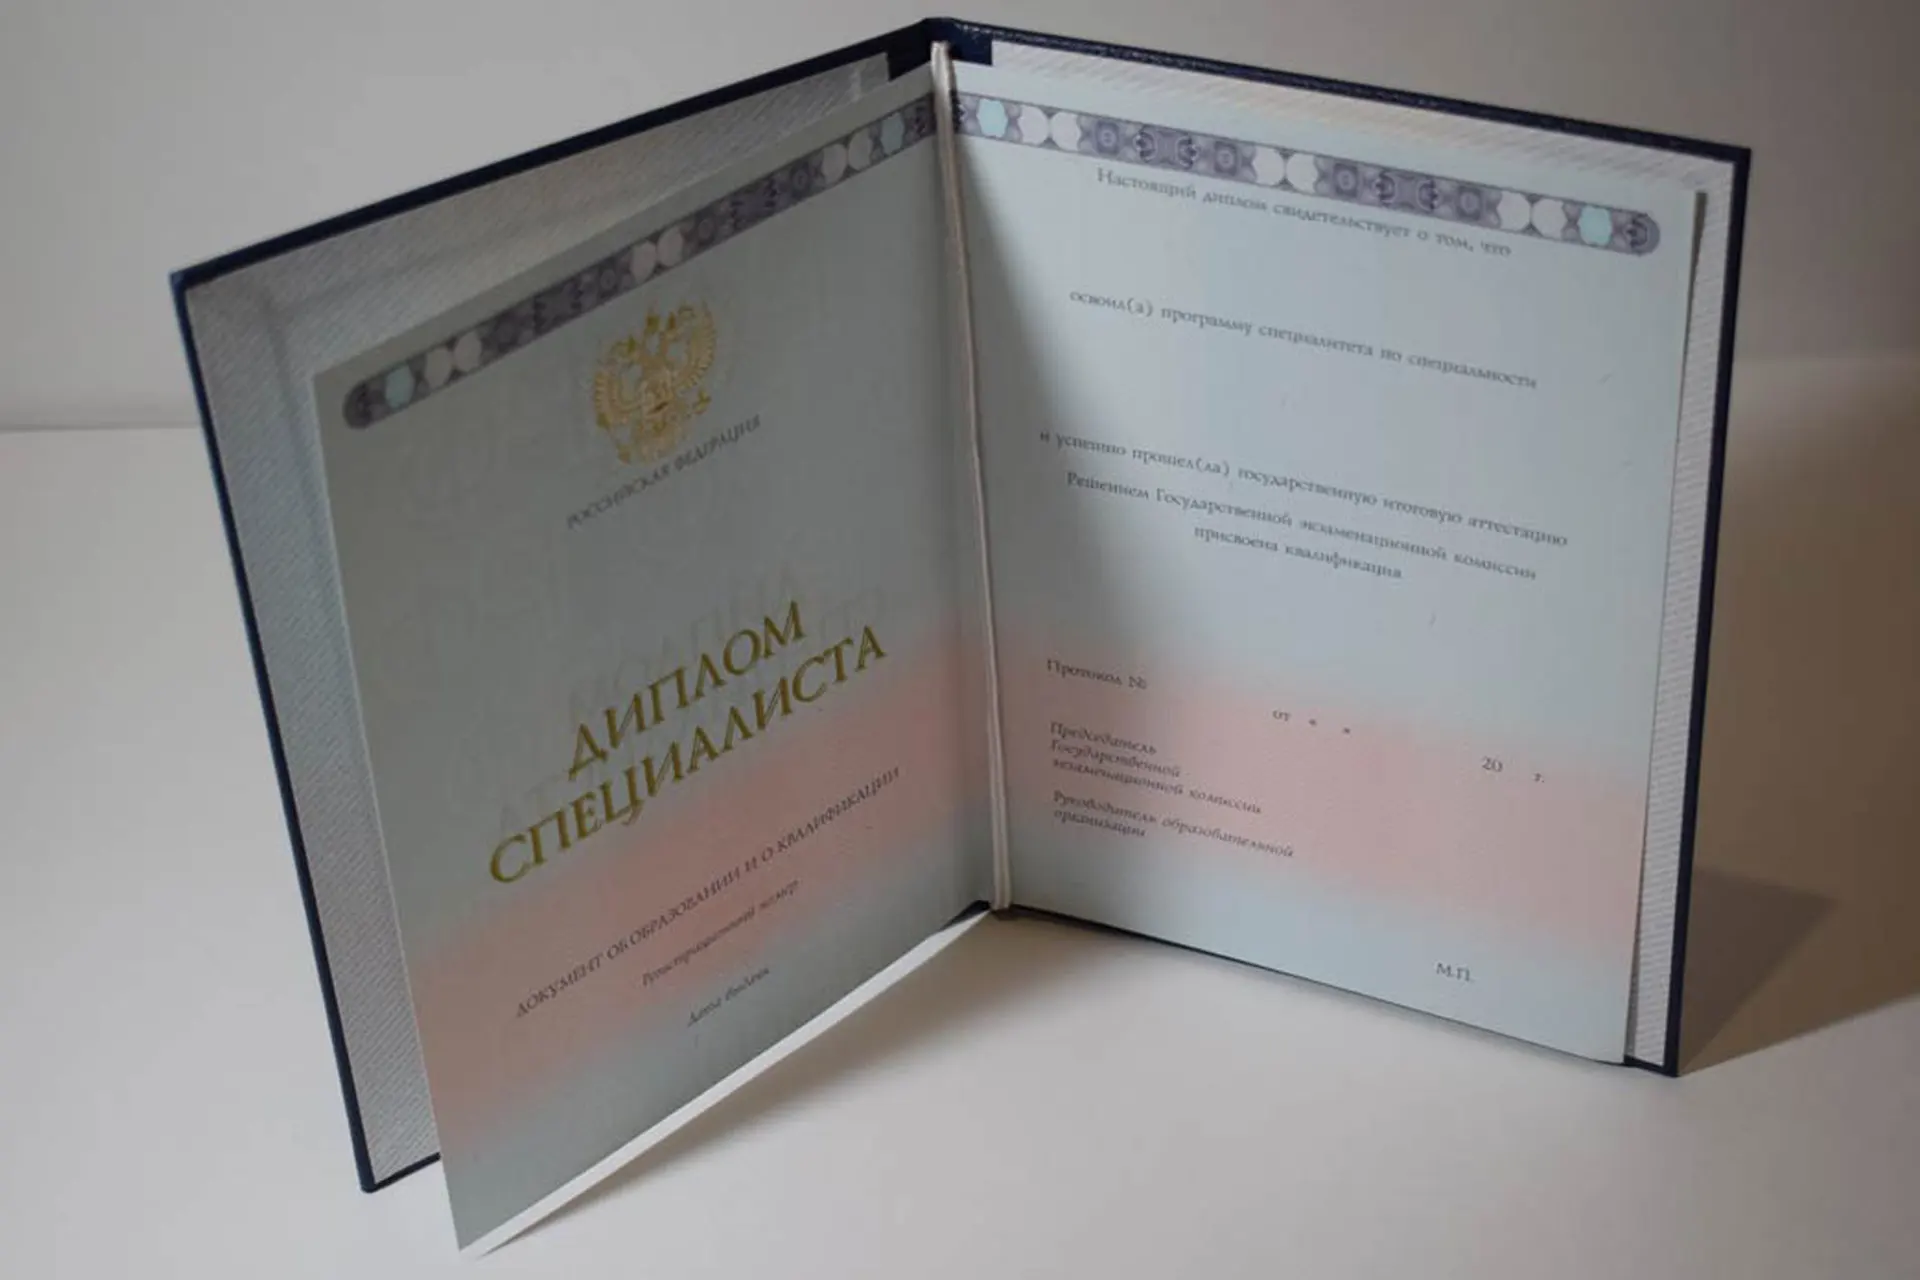 РОССИЙСКАЯ ФЕДЕРАЦИЯ
ДИПЛОМ
СПЕЦИАЛИСТА
ДОКУМЕНТ ОБ ОБРАЗОВАНИИ И О КВАЛИФИКАЦИИ
Регистрационный номер
Дата выдачи
Настоящий диплом свидетельствует о том, что
освоил(а) программу специалитета по специальности
и успешно прошел(ла) государственную итоговую аттестацию
Решением Государственной экзаменационной комиссии
присвоена квалификация
Протокол №
от « » 20 г.
Председатель
Государственной
экзаменационной комиссии
Руководитель образовательной
организации
М.П.